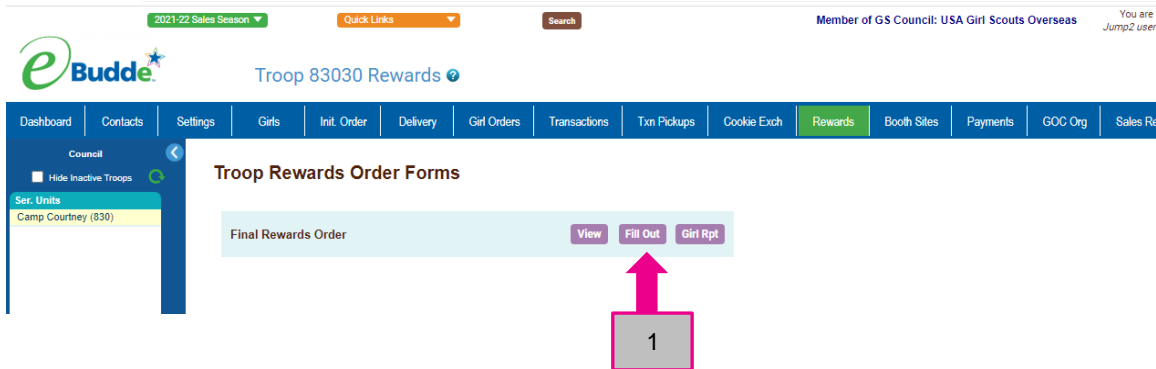 2021-22 Sales Season
Quick Links
Search
Member of GS Council: USA Girl Scouts Overseas
You are
Jump2 user
eBudde
Troop 83030 Rewards
Dashboard Contacts Settings Girls Init. Order Delivery Girl Orders Transactions Txn Pickups Cookie Exch Rewards Booth Sites Payments GOC Org Sales Re
Council
Hide Inactive Troops
Ser. Units
Camp Courtney (830)
Troop Rewards Order Forms
Final Rewards Order View Fill Out Girl Rpt
1